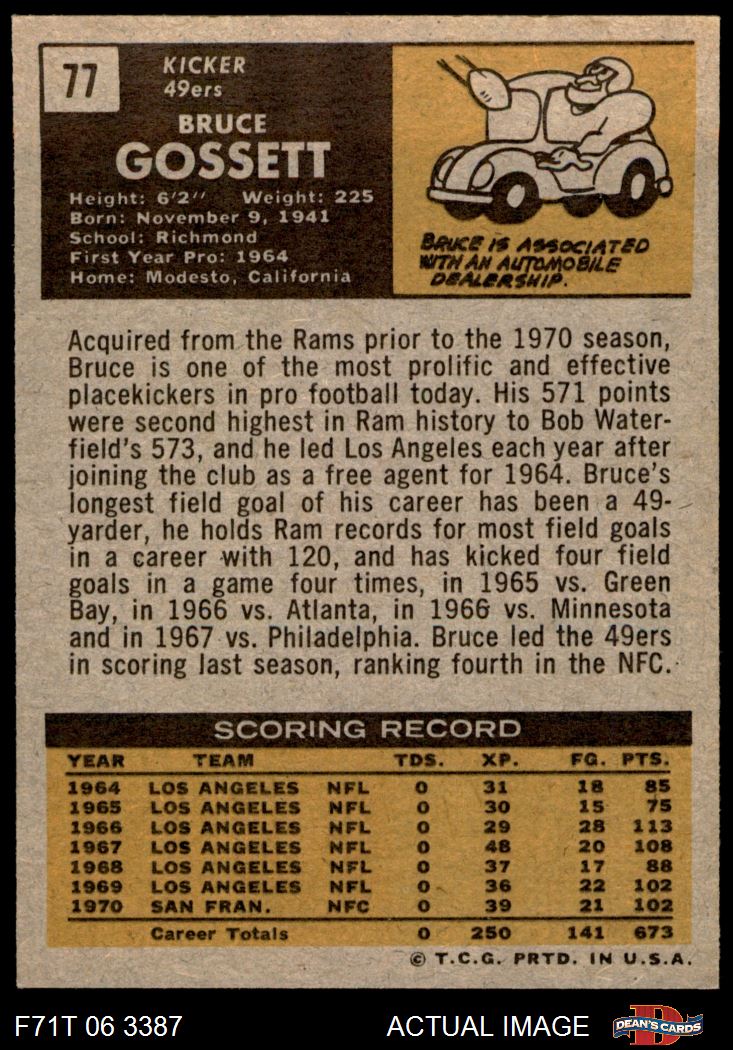 77
KICKER
49ers
BRUCE
GOSSETT
Height: 6'2" Weight: 225
Born: November 9, 1941
School: Richmond
First Year Pro: 1964
Home: Modesto, California
BRUCE IS ASSOCIATED
WITH AN AUTOMOBILE
DEALERSHIP.
Acquired from the Rams prior to the 1970 season,
Bruce is one of the most prolific and effective
placekickers in pro football today. His 571 points
were second highest in Ram history to Bob Water-
field's 573, and he led Los Angeles each year after
joining the club as a free agent for 1964. Bruce's
longest field goal of his career has been a 49-
yarder, he holds Ram records for most field goals
in a career with 120, and has kicked four field
goals in a game four times, in 1965 vs. Green
Bay, in 1966 vs. Atlanta, in 1966 vs. Minnesota
and in 1967 vs. Philadelphia. Bruce led the 49ers
in scoring last season, ranking fourth in the NFC.
SCORING RECORD
YEAR TEAM TDS. XP. FG. PTS.
1964 LOS ANGELES NFL 0 31 18 85
1965 LOS ANGELES NFL 0 30 15 75
1966 LOS ANGELES NFL 0 29 28 113
1967 LOS ANGELES NFL 0 48 20 108
1968 LOS ANGELES NFL 0 37 17 88
1969 LOS ANGELES NFL 0 36 22 102
1970 SAN FRAN. NFC 0 39 21 102
Career Totals 0 250 141 673
© T.C.G. PRTD. IN U.S.A.
F71T 06 3387 ACTUAL IMAGE D DEAN'S CARDS